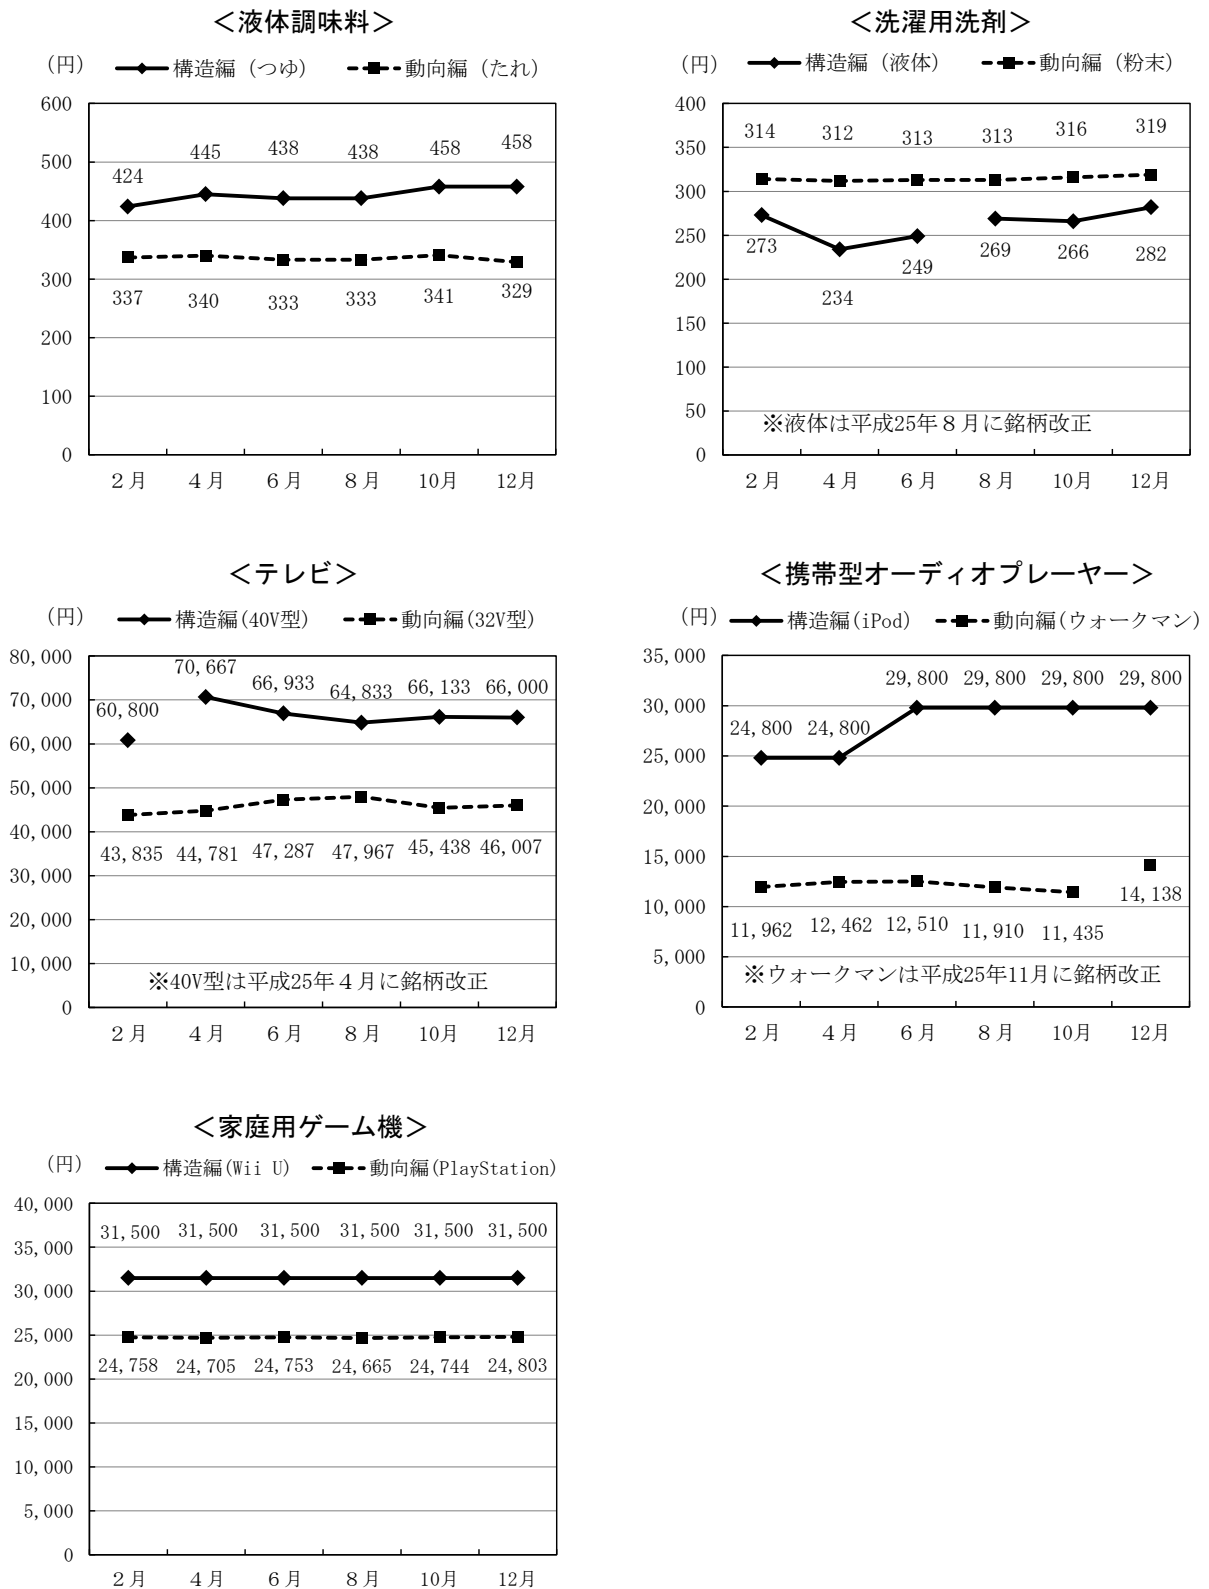 ＜液体調味料＞
(円) 構造編 (つゆ) 動向編 (たれ)
600
500
400
300
200
100
0
424 445 438 438 458 458
337 340 333 333 341 329
２月 ４月 ６月 ８月 10月 12月
＜洗濯用洗剤＞
(円) 構造編 (液体) 動向編 (粉末)
400
350
300
250
200
150
100
50
0
314 312 313 313 316 319
273 234 249 269 266 282
※液体は平成25年８月に銘柄改正
２月 ４月 ６月 ８月 10月 12月
＜テレビ＞
(円) 構造編(40V型) 動向編(32V型)
80,000
70,000
60,000
50,000
40,000
30,000
20,000
10,000
0
60,800 70,667 66,933 64,833 66,133 66,000
43,835 44,781 47,287 47,967 45,438 46,007
※40V型は平成25年４月に銘柄改正
２月 ４月 ６月 ８月 10月 12月
＜携帯型オーディオプレーヤー＞
(円) 構造編(iPod) 動向編(ウォークマン)
35,000
30,000
25,000
20,000
15,000
10,000
5,000
0
24,800 24,800 29,800 29,800 29,800 29,800
11,962 12,462 12,510 11,910 11,435 14,138
※ウォークマンは平成25年11月に銘柄改正
２月 ４月 ６月 ８月 10月 12月
＜家庭用ゲーム機＞
(円) 構造編(Wii U) 動向編(PlayStation)
40,000
35,000
30,000
25,000
20,000
15,000
10,000
5,000
0
31,500 31,500 31,500 31,500 31,500 31,500
24,758 24,705 24,753 24,665 24,744 24,803
２月 ４月 ６月 ８月 10月 12月